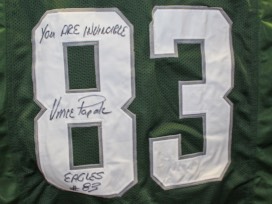 YOU ARE INVINCIBLE
83
Vince Papale
EAGLES
#83